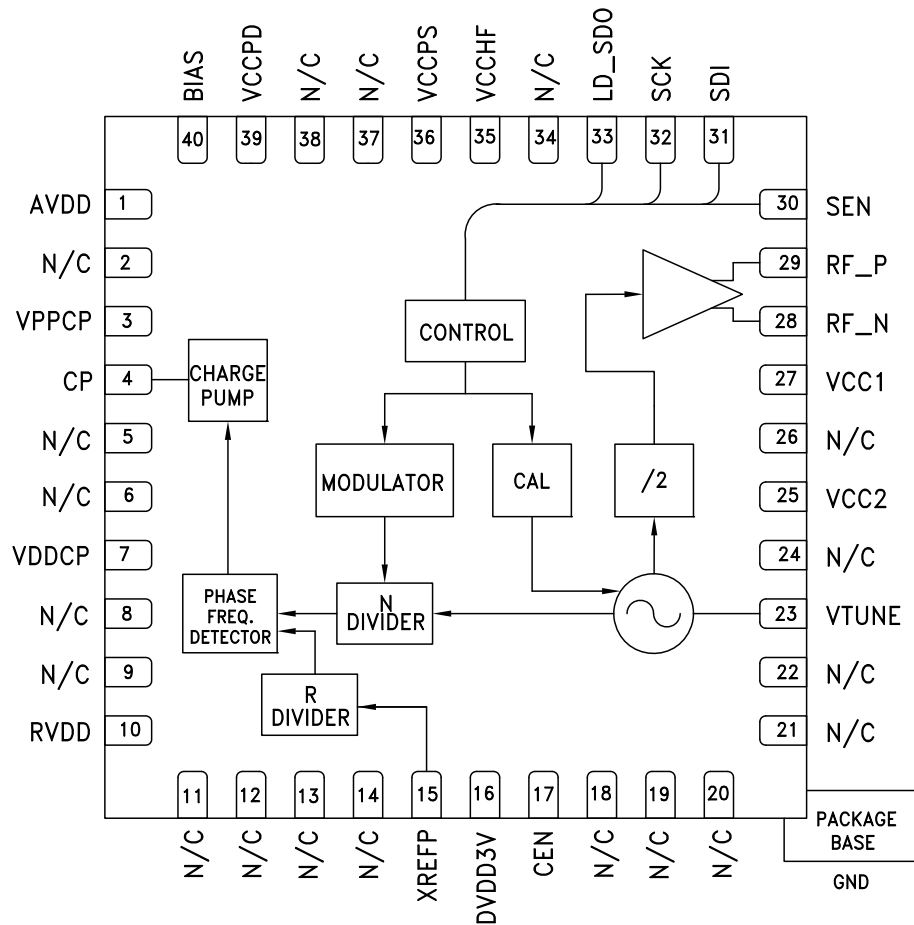 BIAS
VCCPD
N/C
N/C
VCCPS
VCCHF
N/C
LD_SDO
SCK
SDI
40
39
38
37
36
35
34
33
32
31
AVDD 1
N/C 2
VPPCP 3
CP 4
N/C 5
N/C 6
VDDCP 7
N/C 8
N/C 9
RVDD 10
30 SEN
29 RF_P
28 RF_N
27 VCC1
26 N/C
25 VCC2
24 N/C
23 VTUNE
22 N/C
21 N/C
CONTROL
CHARGE
PUMP
MODULATOR
CAL
/2
PHASE
FREQ.
DETECTOR
N
DIVIDER
R
DIVIDER
11
12
13
14
15
16
17
18
19
20
N/C
N/C
N/C
N/C
XREFP
DVDD3V
CEN
N/C
N/C
N/C
PACKAGE
BASE
GND